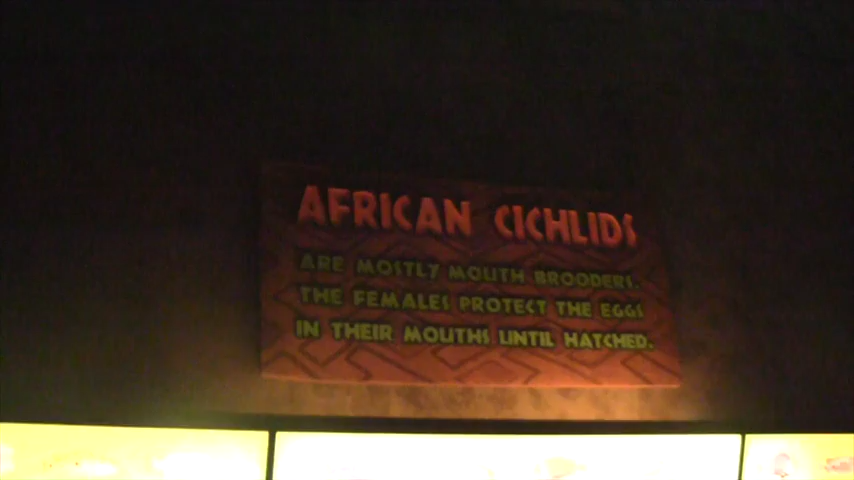 AFRICAN CICHLIDS
ARE MOSTLY MOUTH BROODERS.
THE FEMALES PROTECT THE EGGS
IN THEIR MOUTHS UNTIL HATCHED.